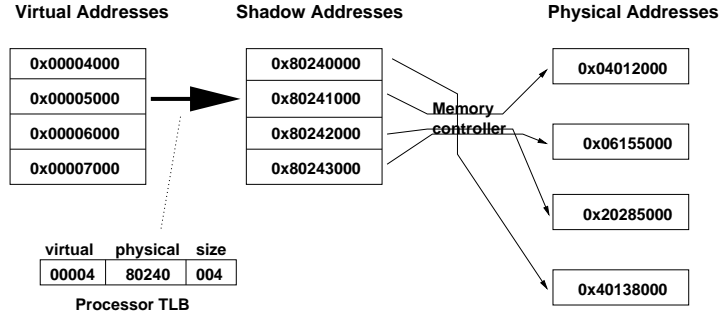 Virtual Addresses
Shadow Addresses
Physical Addresses
0x00004000
0x00005000
0x00006000
0x00007000
0x80240000
0x80241000
0x80242000
0x80243000
Memory
controller
0x04012000
0x06155000
0x20285000
0x40138000
virtual physical size
00004 80240 004
Processor TLB